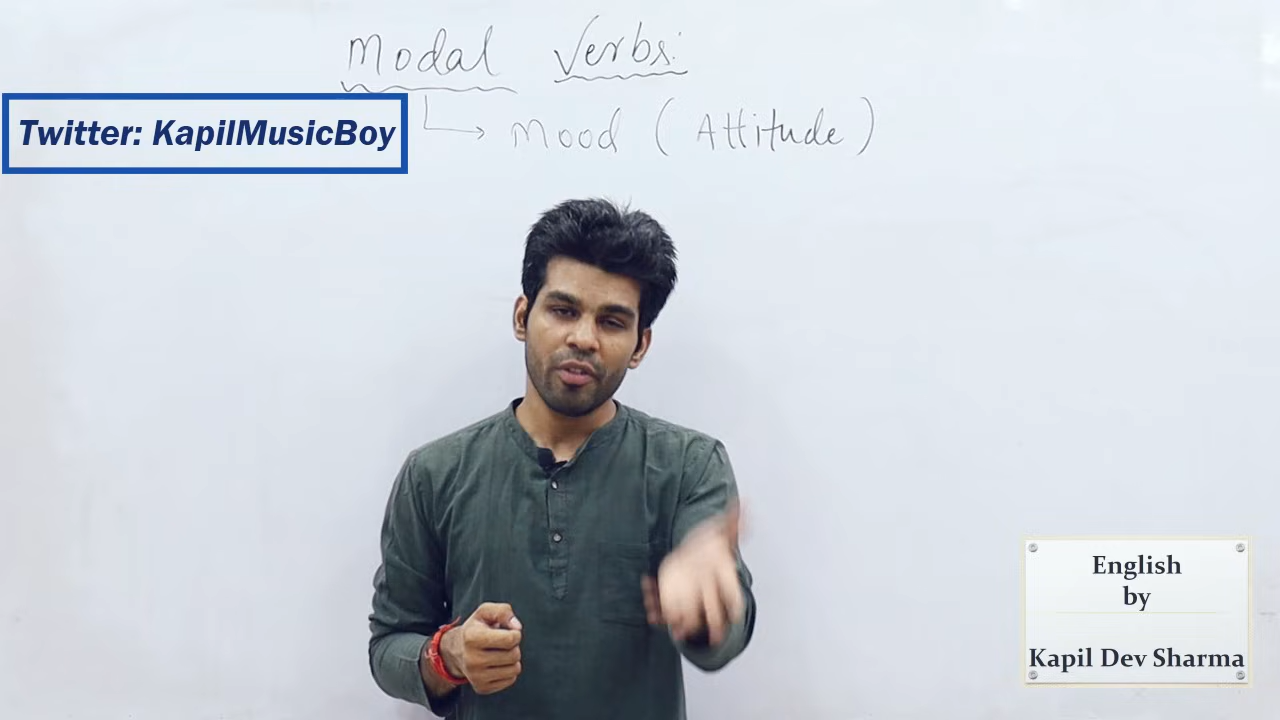 Modal Verbs:
Twitter: KapilMusicBoy
Mood (Attitude)
English
by
Kapil Dev Sharma